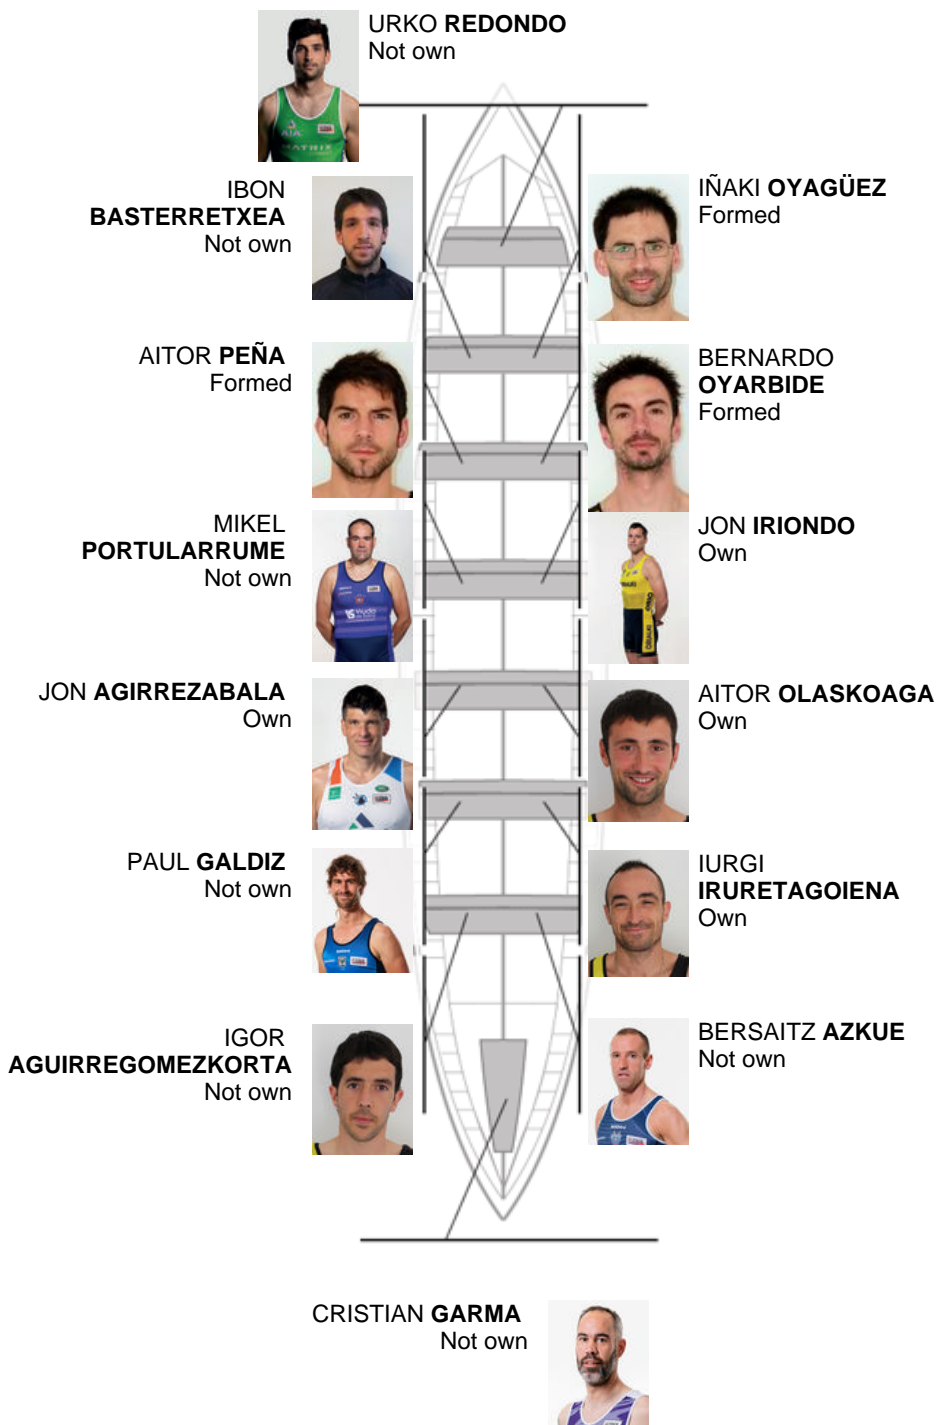 URKO REDONDO
Not own
IBON
BASTERRETXEA
Not own
IÑAKI OYAGÜEZ
Formed
AITOR PEÑA
Formed
BERNARDO
OYARBIDE
Formed
MIKEL
PORTULARRUME
Not own
JON IRIONDO
Own
JON AGIRREZABALA
Own
AITOR OLASKOAGA
Own
PAUL GALDIZ
Not own
IURGI
IRURETAGOIENA
Own
IGOR
AGUIRREGOMEZKORTA
Not own
BERSAITZ AZKUE
Not own
CRISTIAN GARMA
Not own
MATRIX